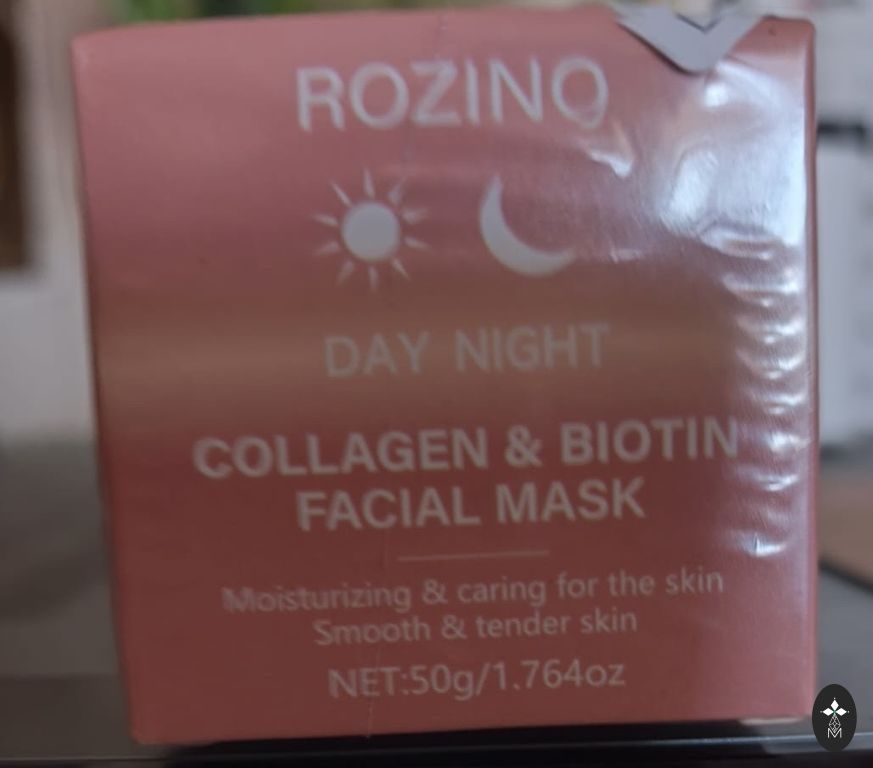 ROZINO
DAY NIGHT
COLLAGEN & BIOTIN
FACIAL MASK
Moisturizing & caring for the skin
Smooth & tender skin
NET:50g/1.764oz
M